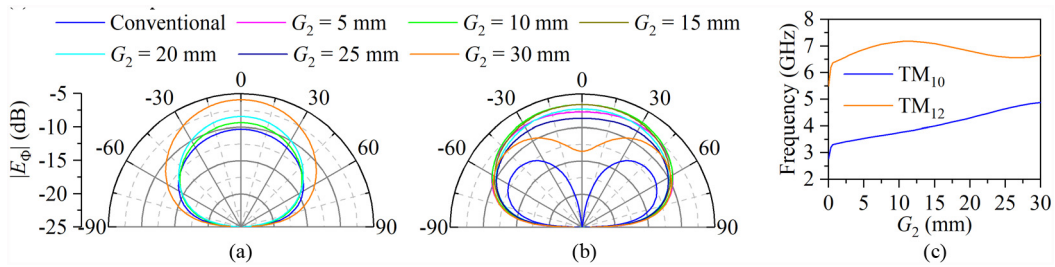 Conventional G₂ = 5 mm G₂ = 10 mm G₂ = 15 mm
G₂ = 20 mm G₂ = 25 mm G₂ = 30 mm
0
-30 30
-60 60
-90 90
-5
-10
-15
-20
-25
|E_Φ| (dB)
(a)
0
-30 30
-60 60
-90 90
(b)
8
7
6
5
4
3
2
Frequency (GHz)
TM₁₀
TM₁₂
0 5 10 15 20 25 30
G₂ (mm)
(c)